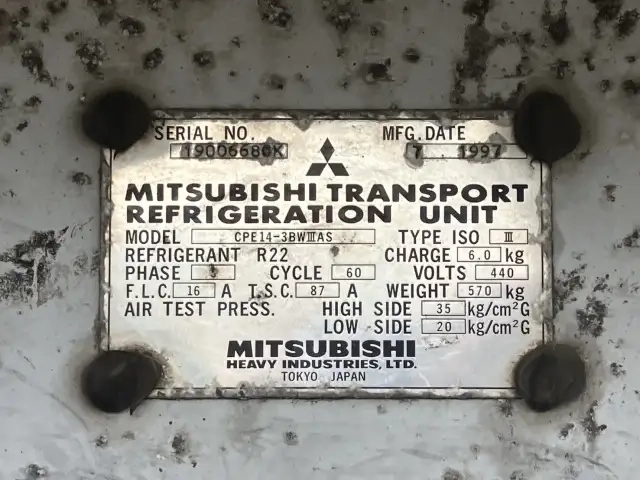 SERIAL NO. MFG.DATE
1900668CK 7 1997
MITSUBISHI TRANSPORT
REFRIGERATION UNIT
MODEL CPE14-3BWⅢAS TYPE ISO Ⅲ
REFRIGERANT R22 CHARGE 6.0 kg
PHASE CYCLE 60 VOLTS 440
F.L.C. 16 A T.S.C. 87 A WEIGHT 570 kg
AIR TEST PRESS. HIGH SIDE 35 kg/cm²G
LOW SIDE 20 kg/cm²G
MITSUBISHI
HEAVY INDUSTRIES, LTD.
TOKYO JAPAN